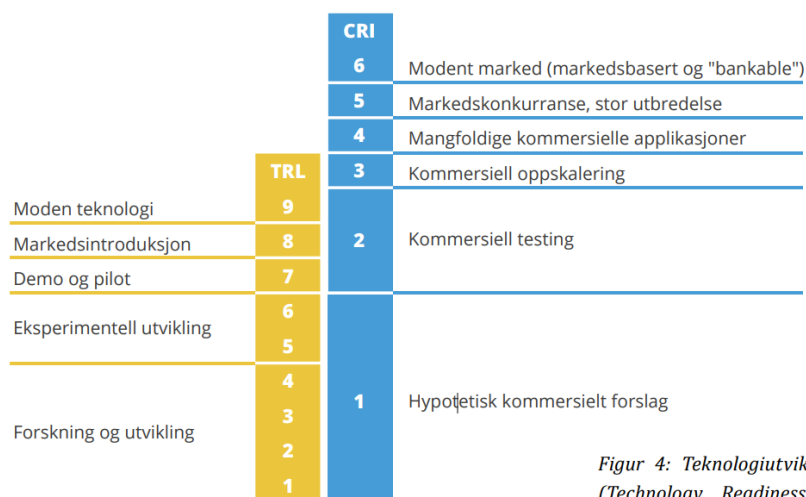 CRI
6 Modent marked (markedsbasert og "bankable")
5 Markedskonkurranse, stor utbredelse
4 Mangfoldige kommersielle applikasjoner
TRL 3 Kommersiell oppskalering
Moden teknologi 9
Markedsintroduksjon 8 2 Kommersiell testing
Demo og pilot 7
6
Eksperimentell utvikling
5
4
1 Hypotetisk kommersielt forslag
3
Forskning og utvikling
2
1
Figur 4: Teknologiutvik
(Technology Readiness